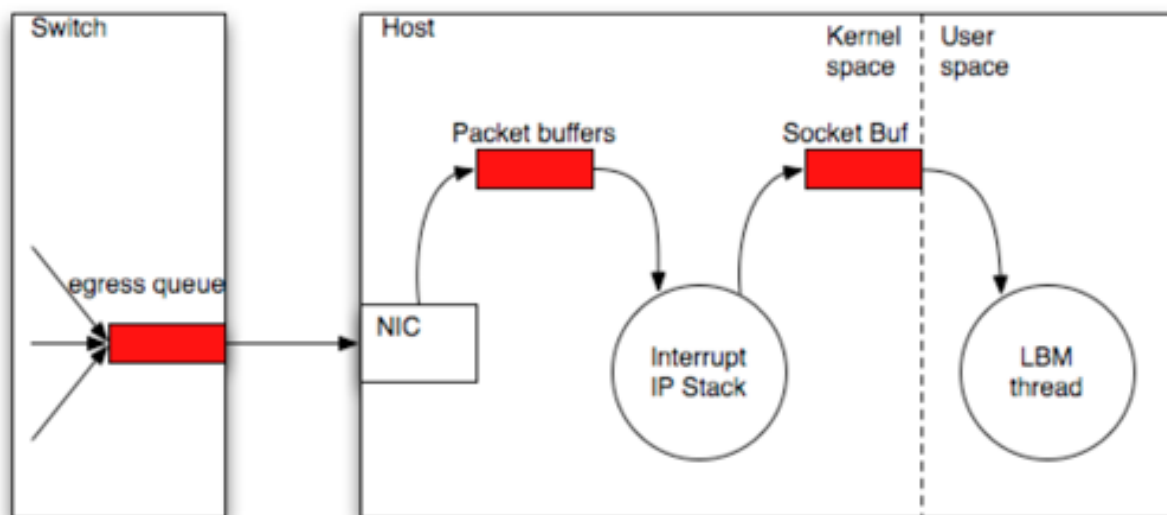 Switch
Host
Kernel
space
User
space
Packet buffers
Socket Buf
egress queue
NIC
Interrupt
IP Stack
LBM
thread